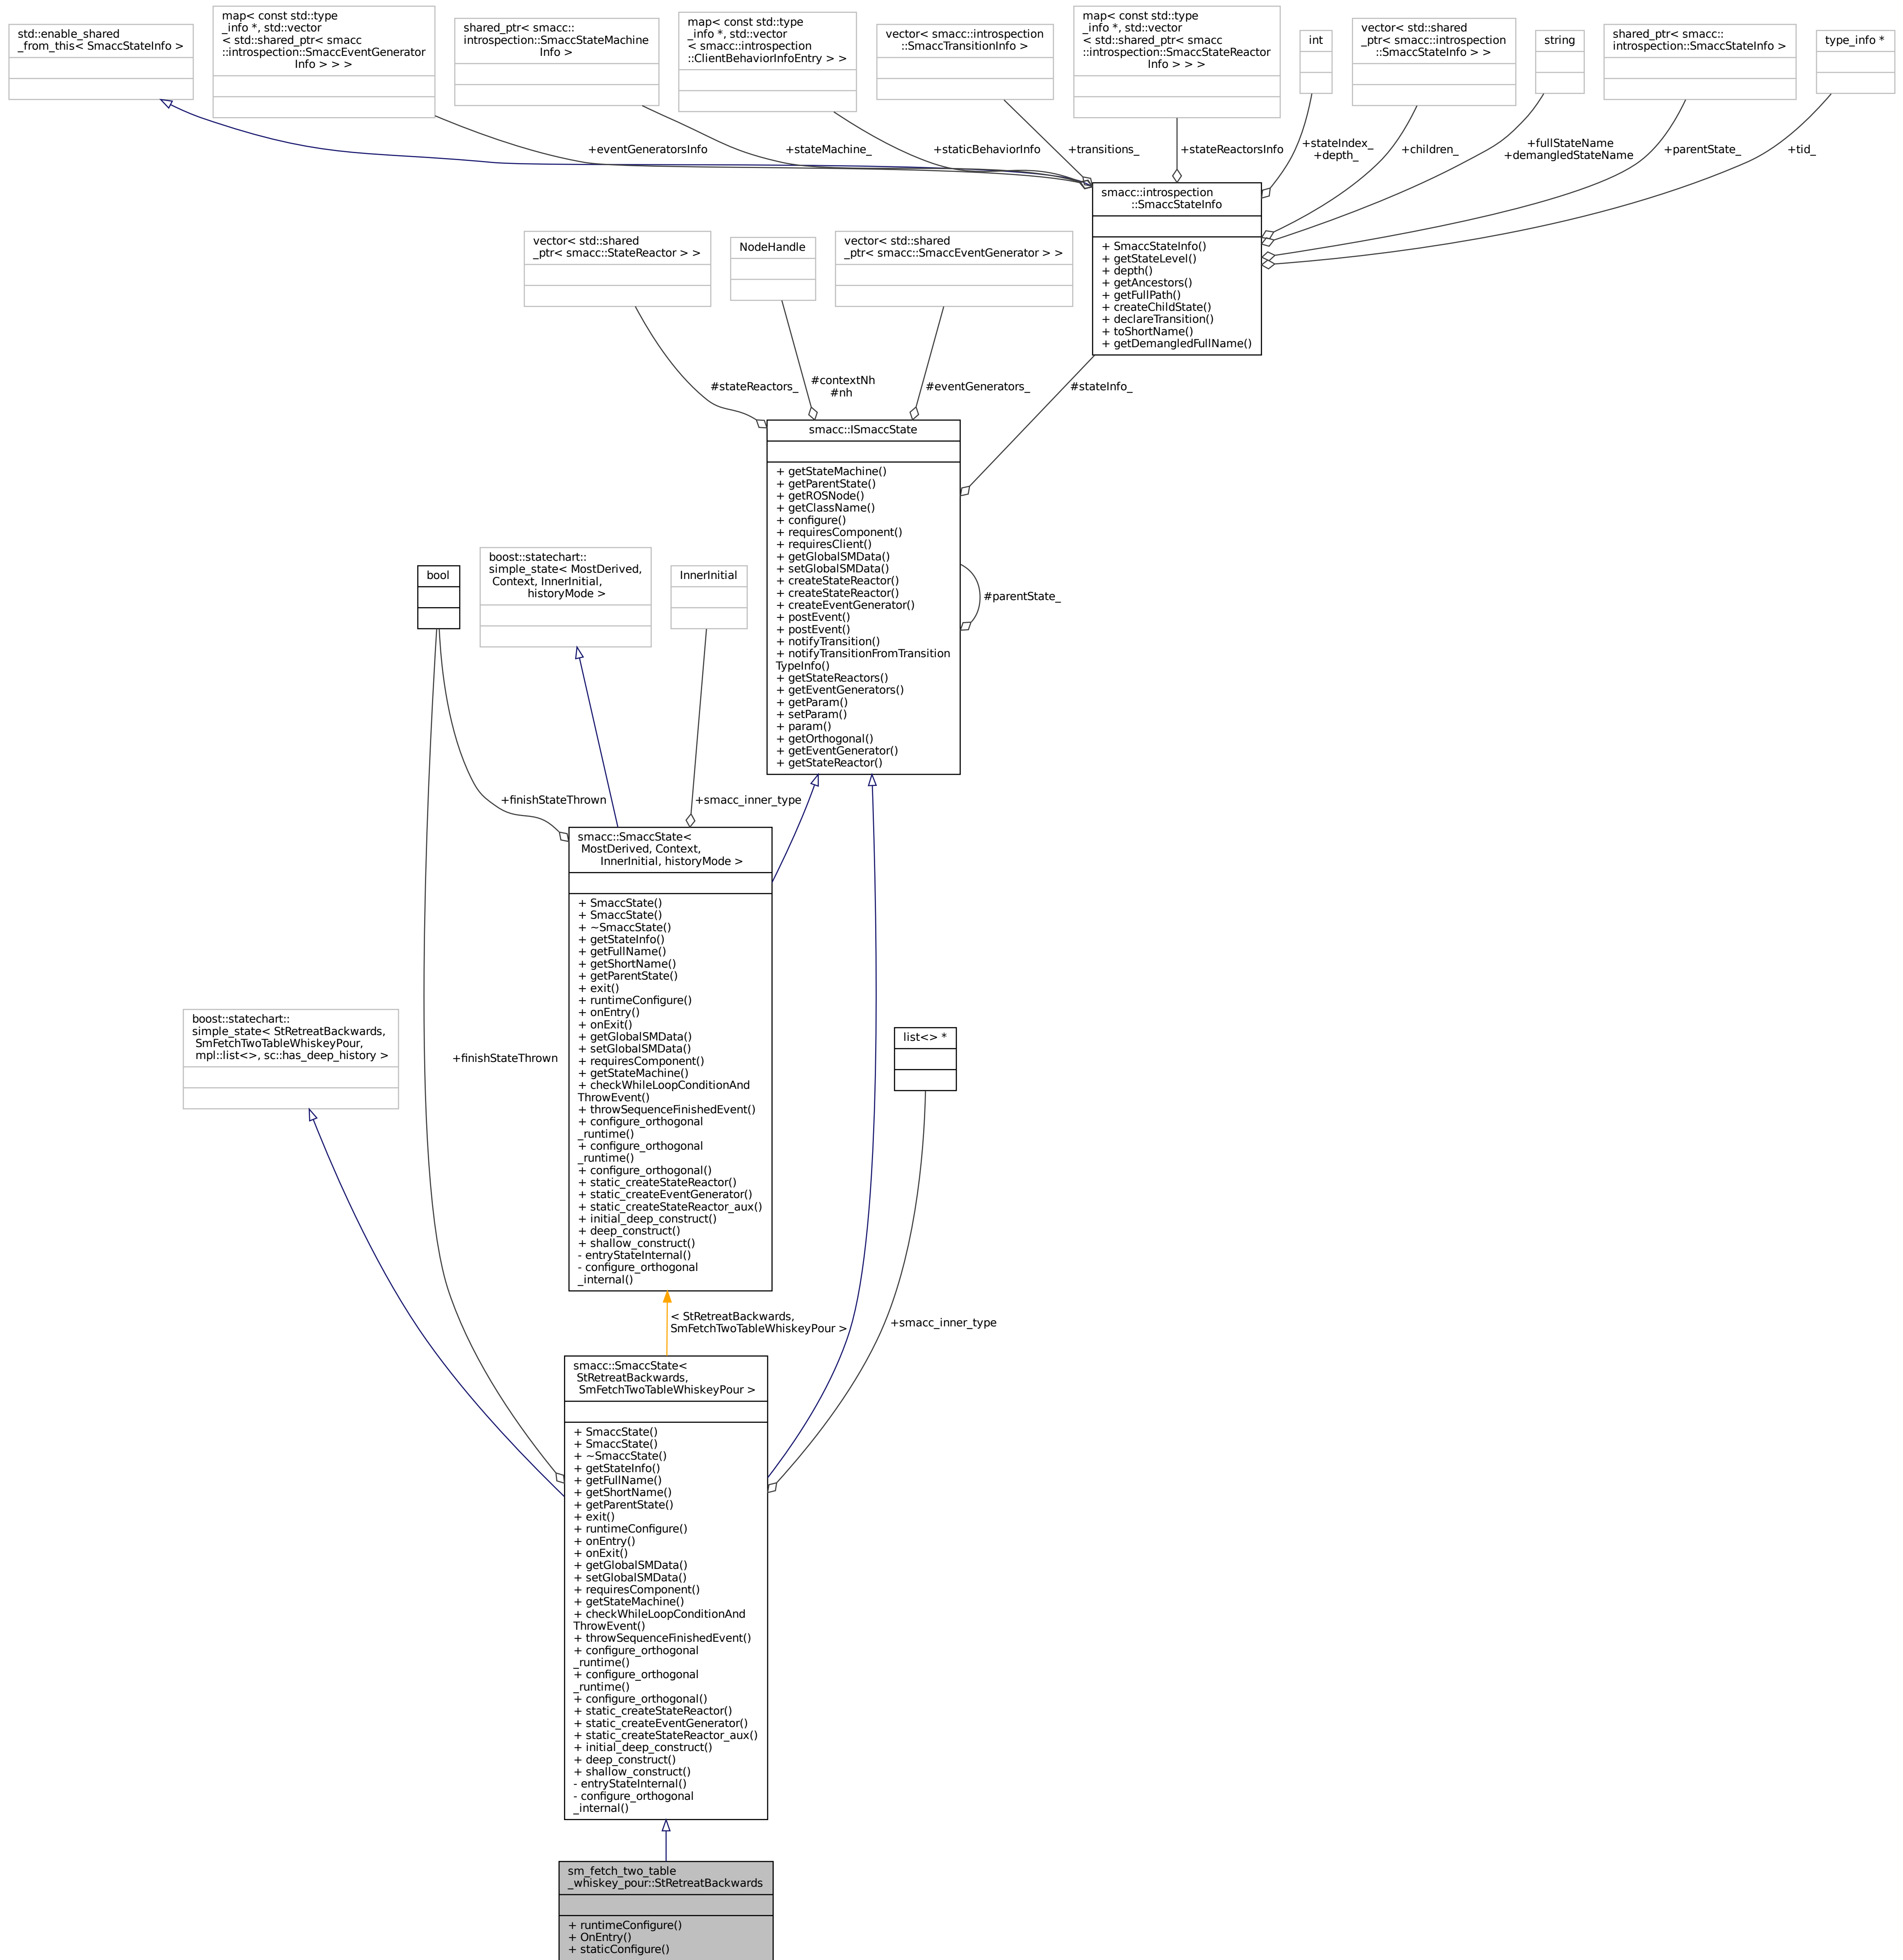 std::enable_shared
_from_this< SmaccStateInfo >
map< const std::type
_info *, std::vector
< std::shared_ptr< smacc
::introspection::SmaccEventGenerator
Info > > >
shared_ptr< smacc::
introspection::SmaccStateMachine
Info >
map< const std::type
_info *, std::vector
< smacc::introspection
::ClientBehaviorInfoEntry > >
vector< smacc::introspection
::SmaccTransitionInfo >
map< const std::type
_info *, std::vector
< std::shared_ptr< smacc
::introspection::SmaccStateReactor
Info > > >
int
vector< std::shared
_ptr< smacc::introspection
::SmaccStateInfo > >
string
shared_ptr< smacc::
introspection::SmaccStateInfo >
type_info *
+eventGeneratorsInfo
+stateMachine_
+staticBehaviorInfo
+transitions_
+stateReactorsInfo
+stateIndex_
+depth_
+children_
+fullStateName
+demangledStateName
+parentState_
+tid_
smacc::introspection
::SmaccStateInfo
+ SmaccStateInfo()
+ getStateLevel()
+ depth()
+ getAncestors()
+ getFullPath()
+ createChildState()
+ declareTransition()
+ toShortName()
+ getDemangledFullName()
vector< std::shared
_ptr< smacc::StateReactor > >
NodeHandle
vector< std::shared
_ptr< smacc::SmaccEventGenerator > >
#stateReactors_
#contextNh
#nh
#eventGenerators_
#stateInfo_
smacc::ISmaccState
+ getStateMachine()
+ getParentState()
+ getROSNode()
+ getClassName()
+ configure()
+ requiresComponent()
+ requiresClient()
+ getGlobalSMData()
+ setGlobalSMData()
+ createStateReactor()
+ createStateReactor()
+ createEventGenerator()
+ postEvent()
+ postEvent()
+ notifyTransition()
+ notifyTransitionFromTransition
TypeInfo()
+ getStateReactors()
+ getEventGenerators()
+ getParam()
+ setParam()
+ param()
+ getOrthogonal()
+ getEventGenerator()
+ getStateReactor()
#parentState_
bool
boost::statechart::
simple_state< MostDerived,
Context, InnerInitial,
historyMode >
InnerInitial
+finishStateThrown
+smacc_inner_type
smacc::SmaccState<
MostDerived, Context,
InnerInitial, historyMode >
+ SmaccState()
+ SmaccState()
+ ~SmaccState()
+ getStateInfo()
+ getFullName()
+ getShortName()
+ getParentState()
+ exit()
+ runtimeConfigure()
+ onEntry()
+ onExit()
+ getGlobalSMData()
+ setGlobalSMData()
+ requiresComponent()
+ getStateMachine()
+ checkWhileLoopConditionAnd
ThrowEvent()
+ throwSequenceFinishedEvent()
+ configure_orthogonal
_runtime()
+ configure_orthogonal
_runtime()
+ configure_orthogonal()
+ static_createStateReactor()
+ static_createEventGenerator()
+ static_createStateReactor_aux()
+ initial_deep_construct()
+ deep_construct()
+ shallow_construct()
- entryStateInternal()
- configure_orthogonal
_internal()
boost::statechart::
simple_state< StRetreatBackwards,
SmFetchTwoTableWhiskeyPour,
mpl::list<>, sc::has_deep_history >
+finishStateThrown
list<> *
< StRetreatBackwards,
SmFetchTwoTableWhiskeyPour >
+smacc_inner_type
smacc::SmaccState<
StRetreatBackwards,
SmFetchTwoTableWhiskeyPour >
+ SmaccState()
+ SmaccState()
+ ~SmaccState()
+ getStateInfo()
+ getFullName()
+ getShortName()
+ getParentState()
+ exit()
+ runtimeConfigure()
+ onEntry()
+ onExit()
+ getGlobalSMData()
+ setGlobalSMData()
+ requiresComponent()
+ getStateMachine()
+ checkWhileLoopConditionAnd
ThrowEvent()
+ throwSequenceFinishedEvent()
+ configure_orthogonal
_runtime()
+ configure_orthogonal
_runtime()
+ configure_orthogonal()
+ static_createStateReactor()
+ static_createEventGenerator()
+ static_createStateReactor_aux()
+ initial_deep_construct()
+ deep_construct()
+ shallow_construct()
- entryStateInternal()
- configure_orthogonal
_internal()
sm_fetch_two_table
_whiskey_pour::StRetreatBackwards
+ runtimeConfigure()
+ OnEntry()
+ staticConfigure()